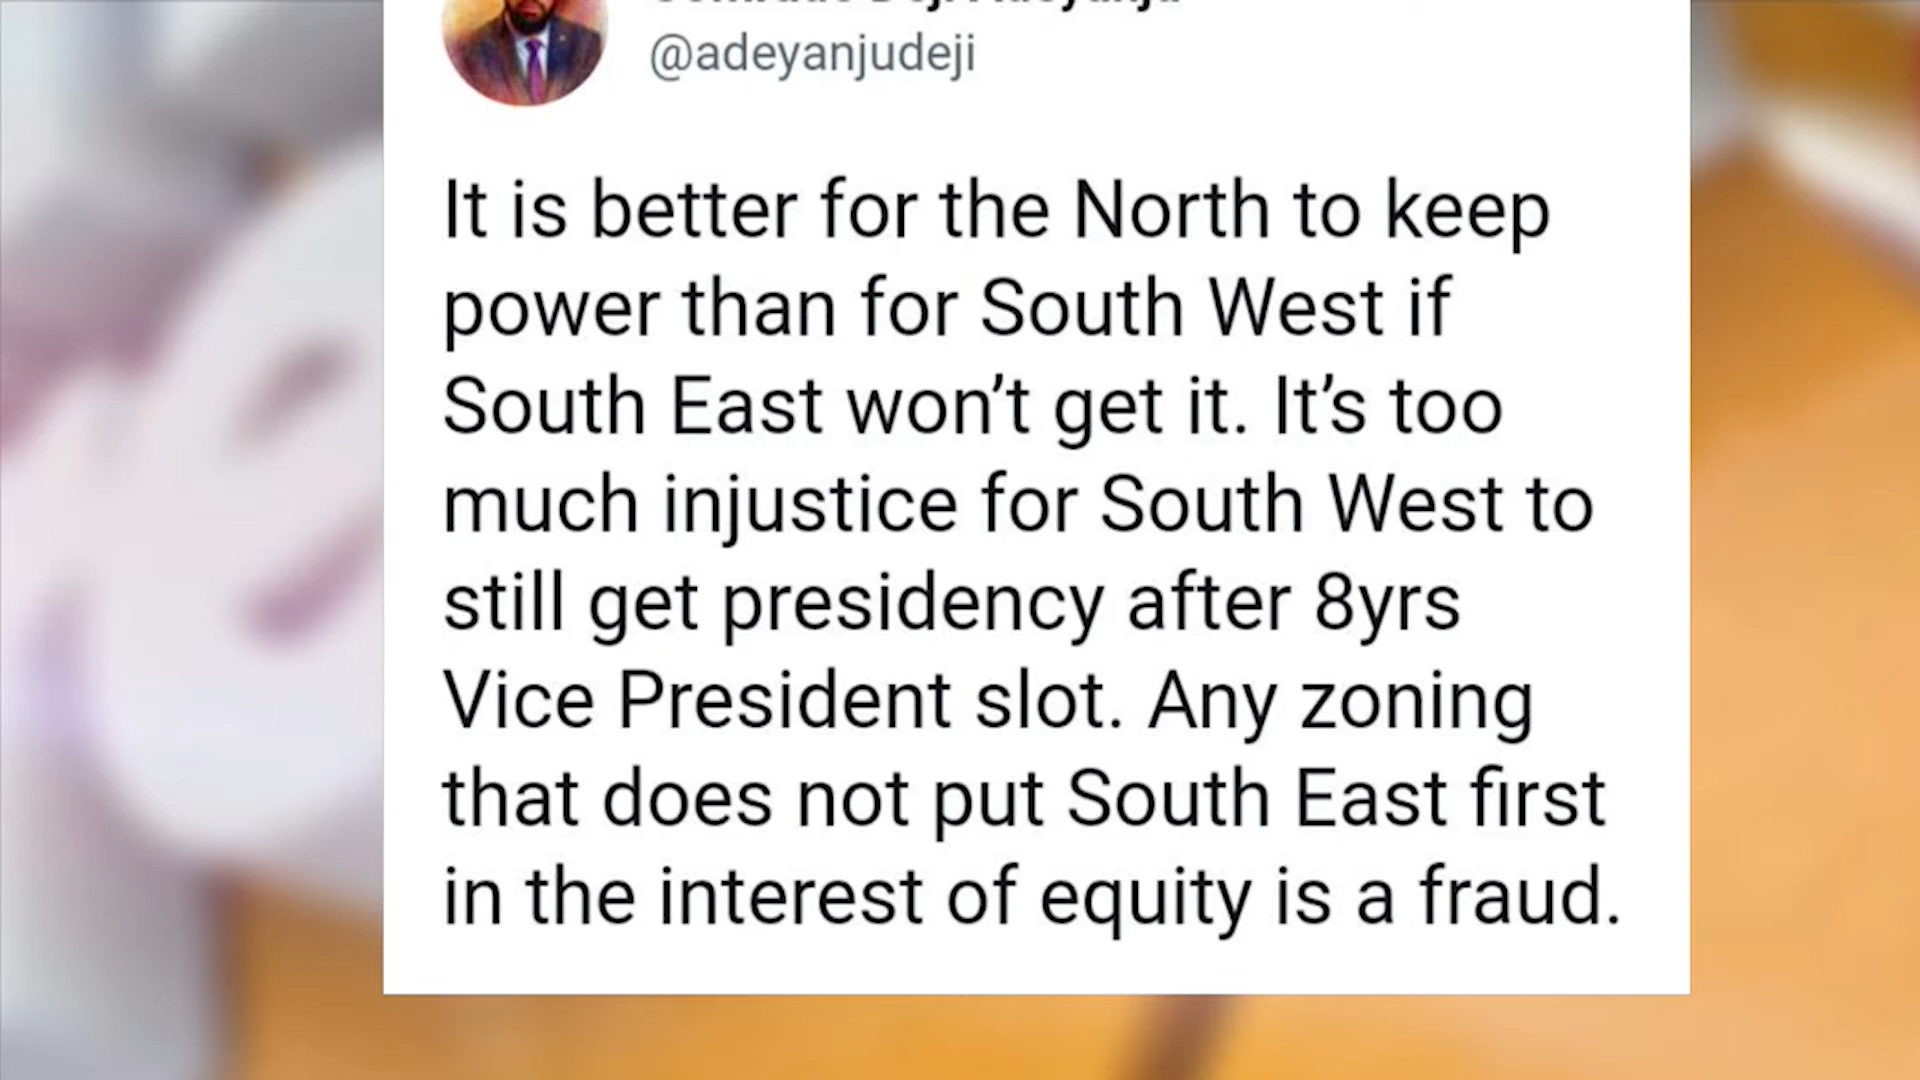 @adeyanjudeji
It is better for the North to keep
power than for South West if
South East won’t get it. It’s too
much injustice for South West to
still get presidency after 8yrs
Vice President slot. Any zoning
that does not put South East first
in the interest of equity is a fraud.